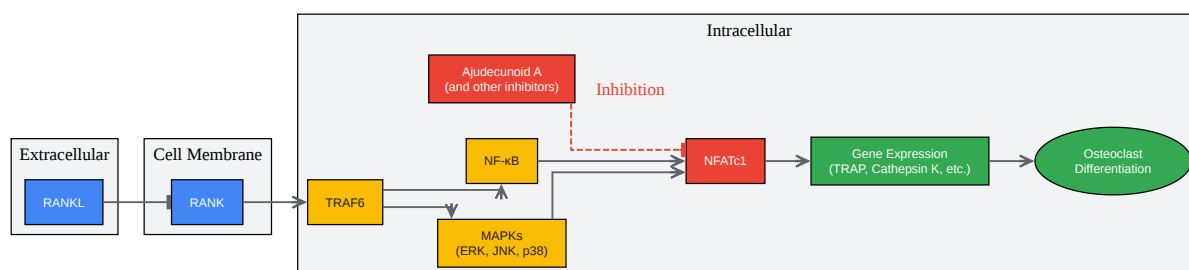 Intracellular
Ajudecunoid A
(and other inhibitors)
Inhibition
Extracellular
Cell Membrane
NF-κB
NFATc1
Gene Expression
(TRAP, Cathepsin K, etc.)
Osteoclast
Differentiation
RANKL
RANK
TRAF6
MAPKs
(ERK, JNK, p38)